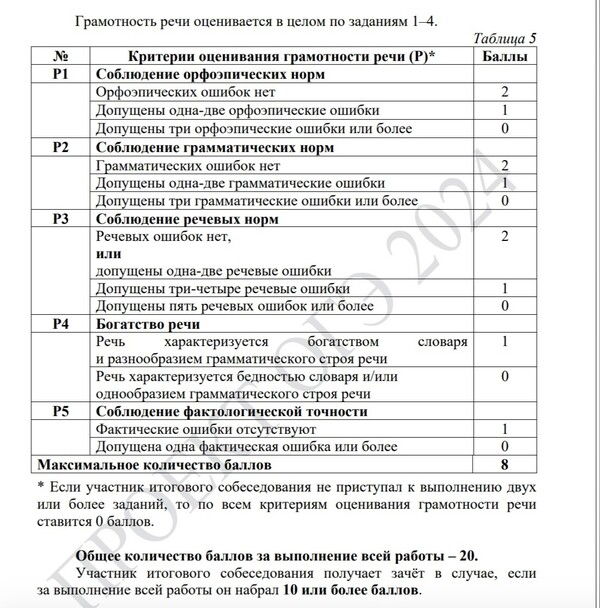 Грамотность речи оценивается в целом по заданиям 1–4.
Таблица 5
№ Критерии оценивания грамотности речи (Р)* Баллы
Р1 Соблюдение орфоэпических норм
Орфоэпических ошибок нет 2
Допущены одна-две орфоэпические ошибки 1
Допущены три орфоэпические ошибки или более 0
Р2 Соблюдение грамматических норм
Грамматических ошибок нет 2
Допущены одна-две грамматические ошибки 1
Допущены три грамматические ошибки или более 0
Р3 Соблюдение речевых норм
Речевых ошибок нет, 2
или
допущены одна-две речевые ошибки
Допущены три-четыре речевые ошибки 1
Допущены пять речевых ошибок или более 0
Р4 Богатство речи
Речь характеризуется богатством словаря 1
и разнообразием грамматического строя речи
Речь характеризуется бедностью словаря и/или 0
однообразием грамматического строя речи
Р5 Соблюдение фактологической точности
Фактические ошибки отсутствуют 1
Допущена одна фактическая ошибка или более 0
Максимальное количество баллов 8
* Если участник итогового собеседования не приступал к выполнению двух
или более заданий, то по всем критериям оценивания грамотности речи
ставится 0 баллов.
Общее количество баллов за выполнение всей работы – 20.
Участник итогового собеседования получает зачёт в случае, если
за выполнение всей работы он набрал 10 или более баллов.
ПРОЕКТ ОГЭ 2024